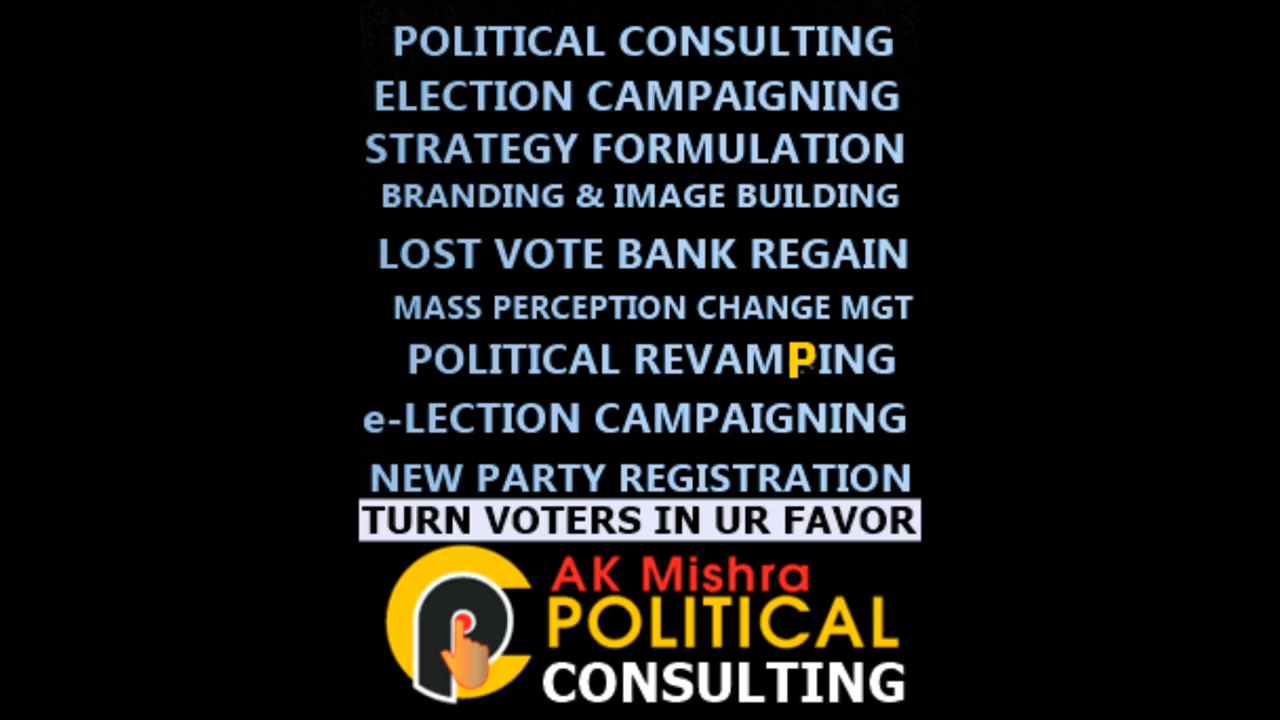 POLITICAL CONSULTING
ELECTION CAMPAIGNING
STRATEGY FORMULATION
BRANDING & IMAGE BUILDING
LOST VOTE BANK REGAIN
MASS PERCEPTION CHANGE MGT
POLITICAL REVAMPING
e-LECTION CAMPAIGNING
NEW PARTY REGISTRATION
TURN VOTERS IN UR FAVOR
AK Mishra
POLITICAL
CONSULTING